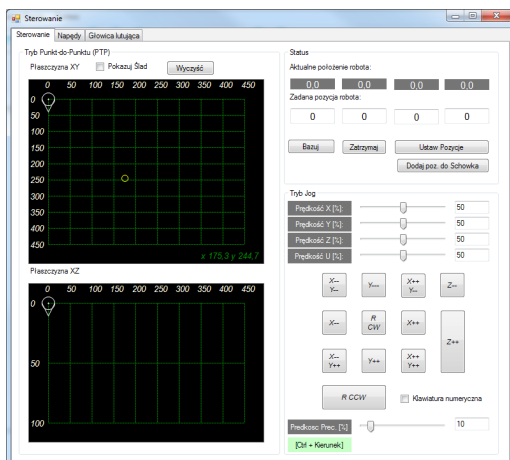 Sterowanie
Sterowanie Napędy Głowica lutująca
Tryb Punkt-do-Punktu (PTP)
Płaszczyzna XY Pokazuj Ślad Wyczyść
0 50 100 150 200 250 300 350 400 450
0
50
100
150
200
250
300
350
400
450
x 175,3 y 244,7
Płaszczyzna XZ
0 50 100 150 200 250 300 350 400 450
0
50
100
Status
Aktualne położenie robota:
0,0 0,0 0,0 0,0
Zadana pozycja robota:
0 0 0 0
Bazuj Zatrzymaj Ustaw Pozycje
Dodaj poz. do Schowka
Tryb Jog
Prędkość X [%]: 50
Prędkość Y [%]: 50
Prędkość Z [%]: 50
Prędkość U [%]: 50
X--
Y--
Y---
X++
Y--
Z--
X--
R
CW
X++
Z++
X--
Y++
Y++
X++
Y++
R CCW Klawiatura numeryczna
Predkosc Prec. [%] 10
[Ctrl + Kierunek]